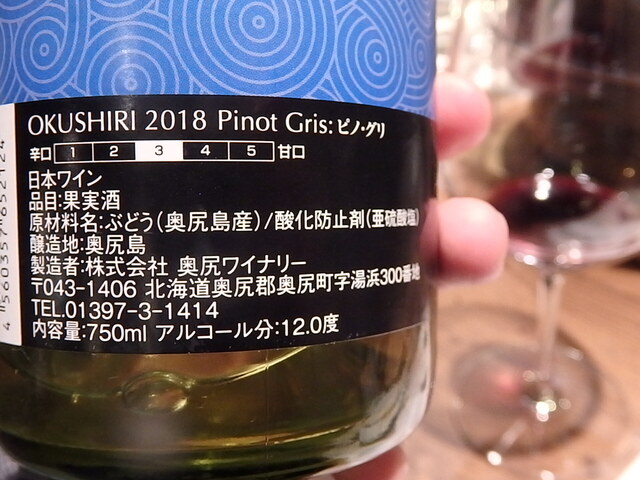 OKUSHIRI 2018 Pinot Gris:ピノ・グリ
辛口 1 2 3 4 5 甘口
日本ワイン
品目:果実酒
原材料名:ぶどう(奥尻島産)/酸化防止剤(亜硫酸塩)
醸造地:奥尻島
製造者:株式会社 奥尻ワイナリー
〒043-1406 北海道奥尻郡奥尻町字湯浜300番地
TEL.01397-3-1414
内容量:750ml アルコール分:12.0度
4 560357 652124